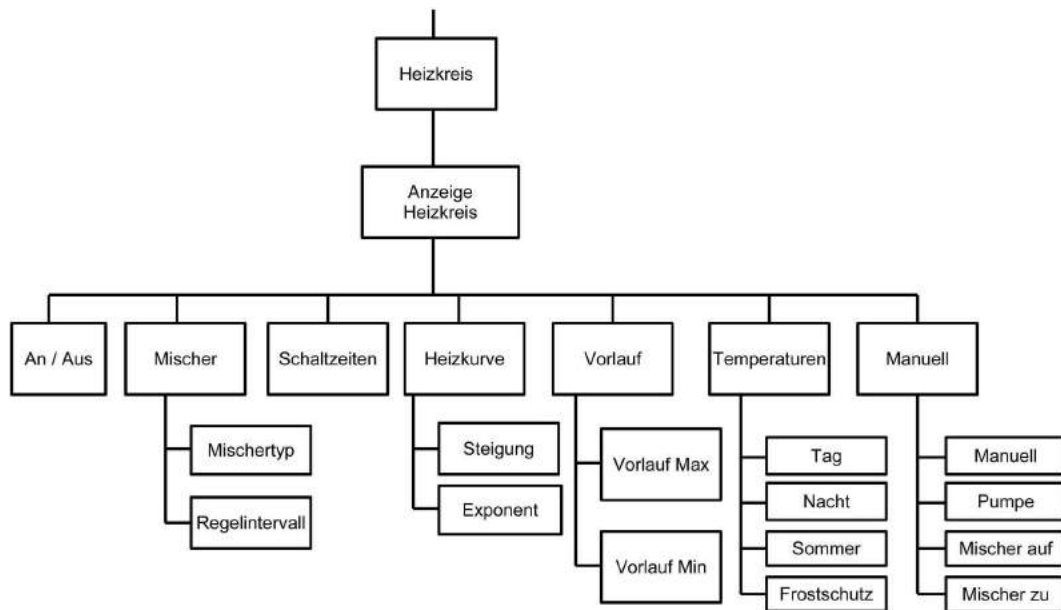 Heizkreis
Anzeige
Heizkreis
An / Aus
Mischer
Schaltzeiten
Heizkurve
Vorlauf
Temperaturen
Manuell
Mischertyp
Regelintervall
Steigung
Exponent
Vorlauf Max
Vorlauf Min
Tag
Nacht
Sommer
Frostschutz
Manuell
Pumpe
Mischer auf
Mischer zu